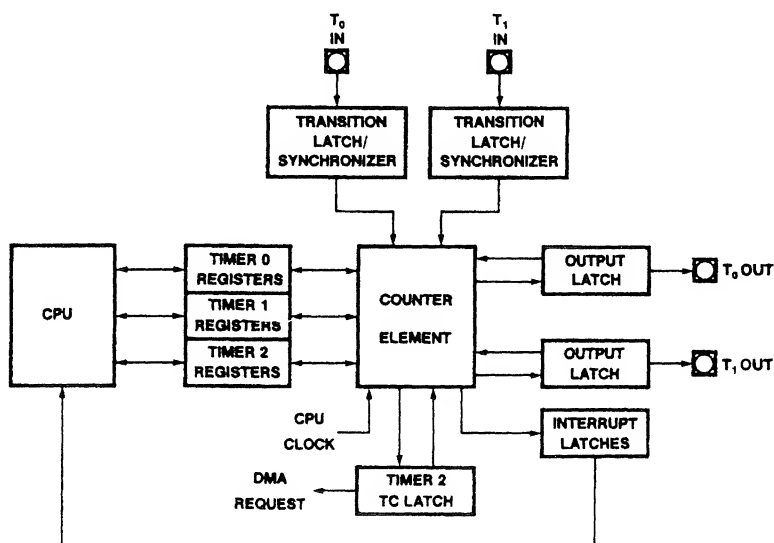 T₀
IN
T₁
IN
TRANSITION
LATCH/
SYNCHRONIZER
TRANSITION
LATCH/
SYNCHRONIZER
CPU
TIMER 0
REGISTERS
TIMER 1
REGISTERS
TIMER 2
REGISTERS
COUNTER
ELEMENT
OUTPUT
LATCH
T₀ OUT
OUTPUT
LATCH
T₁ OUT
CPU
CLOCK
INTERRUPT
LATCHES
DMA
REQUEST
TIMER 2
TC LATCH